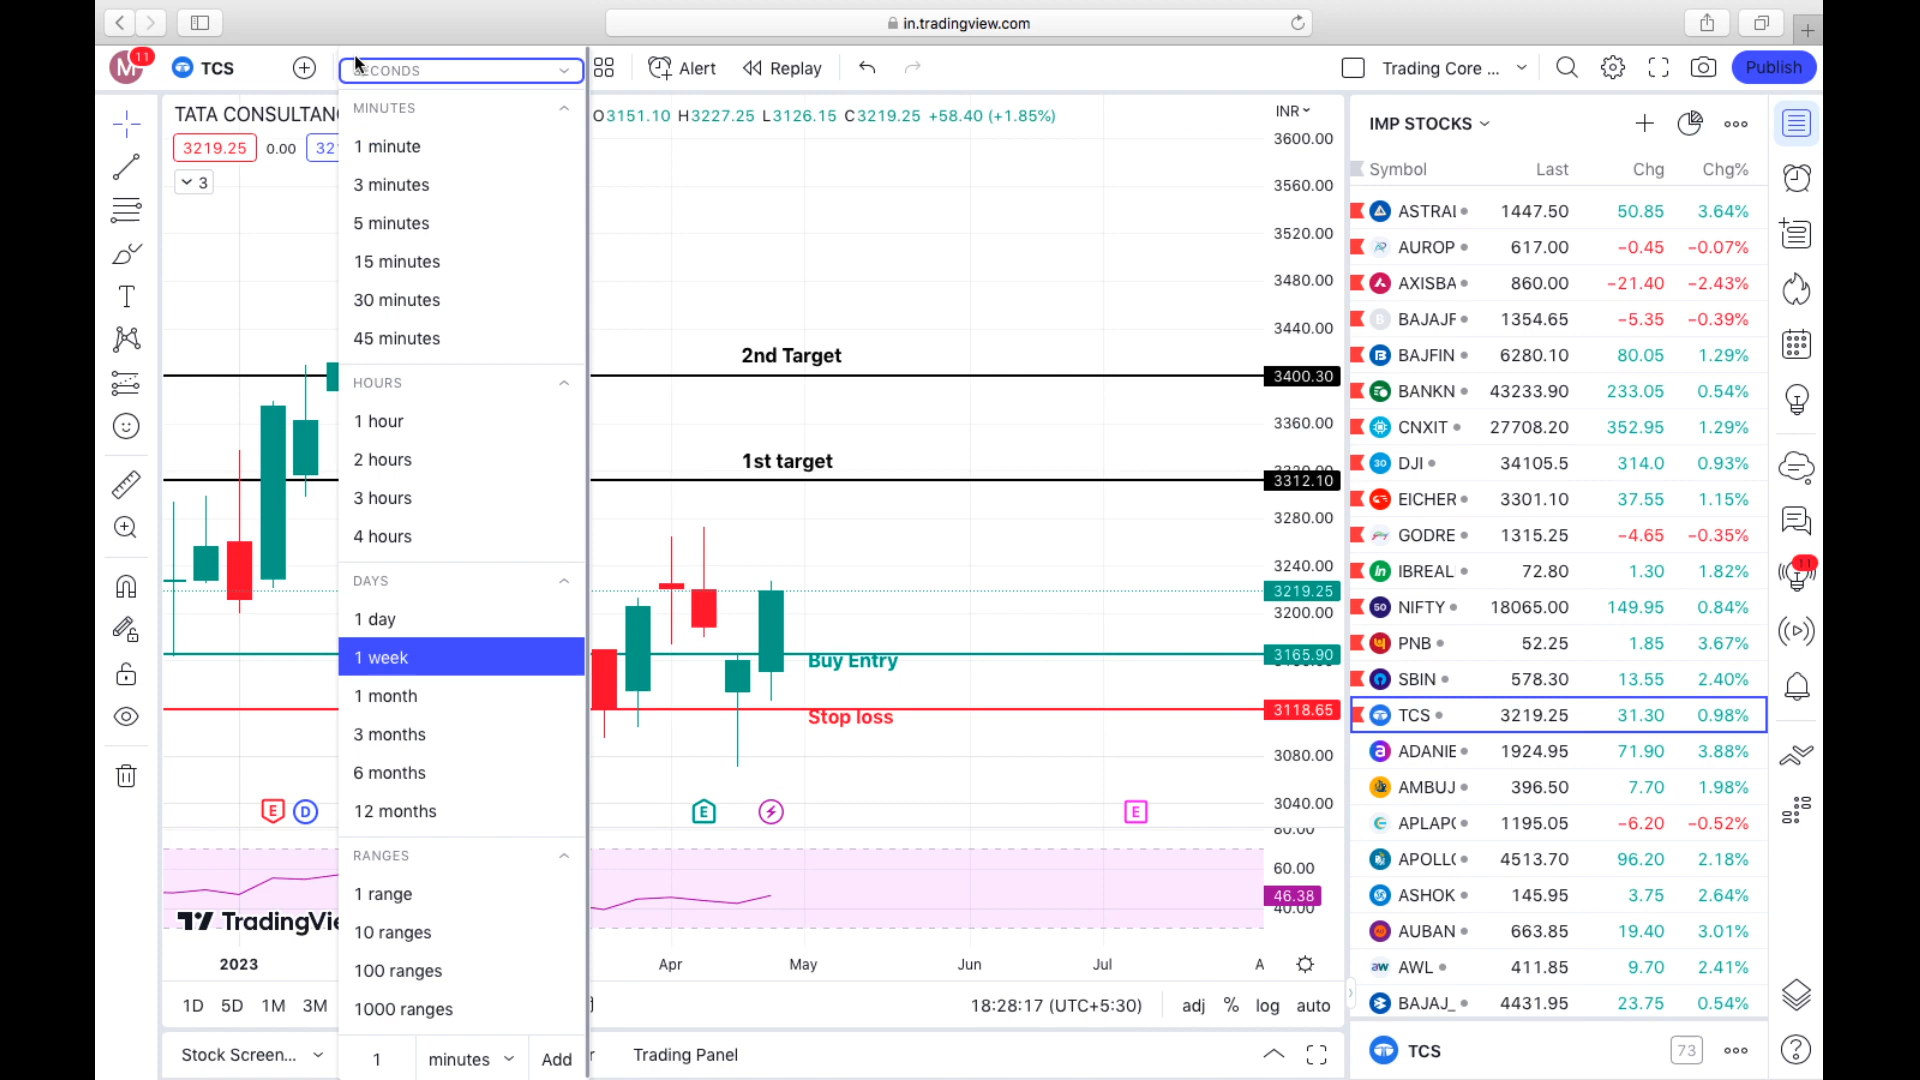 in.tradingview.com
M
11
TCS
Alert
Replay
Trading Core ...
Publish
MINUTES
1 minute
3 minutes
5 minutes
15 minutes
30 minutes
45 minutes
HOURS
1 hour
2 hours
3 hours
4 hours
DAYS
1 day
1 week
1 month
3 months
6 months
12 months
RANGES
1 range
10 ranges
100 ranges
1000 ranges
1 minutes Add
TATA CONSULTAN
O3151.10 H3227.25 L3126.15 C3219.25 +58.40 (+1.85%)
3219.25 0.00
3
INR
3600.00
3560.00
3520.00
3480.00
3440.00
2nd Target
3400.30
3360.00
1st target
3312.10
3280.00
3240.00
3219.25
3200.00
Buy Entry
3165.90
Stop loss
3118.65
3080.00
3040.00
E D E E
80.00
60.00
46.38
40.00
TradingVie
2023 Apr May Jun Jul A
1D 5D 1M 3M
18:28:17 (UTC+5:30) adj % log auto
Stock Screen...
Trading Panel
IMP STOCKS
Symbol Last Chg Chg%
ASTRAL 1447.50 50.85 3.64%
AUROP 617.00 −0.45 −0.07%
AXISBA 860.00 −21.40 −2.43%
BAJAJF 1354.65 −5.35 −0.39%
BAJFIN 6280.10 80.05 1.29%
BANKN 43233.90 233.05 0.54%
CNXIT 27708.20 352.95 1.29%
30 DJI 34105.5 314.0 0.93%
EICHER 3301.10 37.55 1.15%
GODRE 1315.25 −4.65 −0.35%
IBREAL 72.80 1.30 1.82%
50 NIFTY 18065.00 149.95 0.84%
PNB 52.25 1.85 3.67%
SBIN 578.30 13.55 2.40%
TCS 3219.25 31.30 0.98%
ADANIE 1924.95 71.90 3.88%
AMBUJ 396.50 7.70 1.98%
APLAPO 1195.05 −6.20 −0.52%
APOLLO 4513.70 96.20 2.18%
ASHOK 145.95 3.75 2.64%
AUBAN 663.85 19.40 3.01%
aw AWL 411.85 9.70 2.41%
BAJAJ_ 4431.95 23.75 0.54%
TCS 73
11